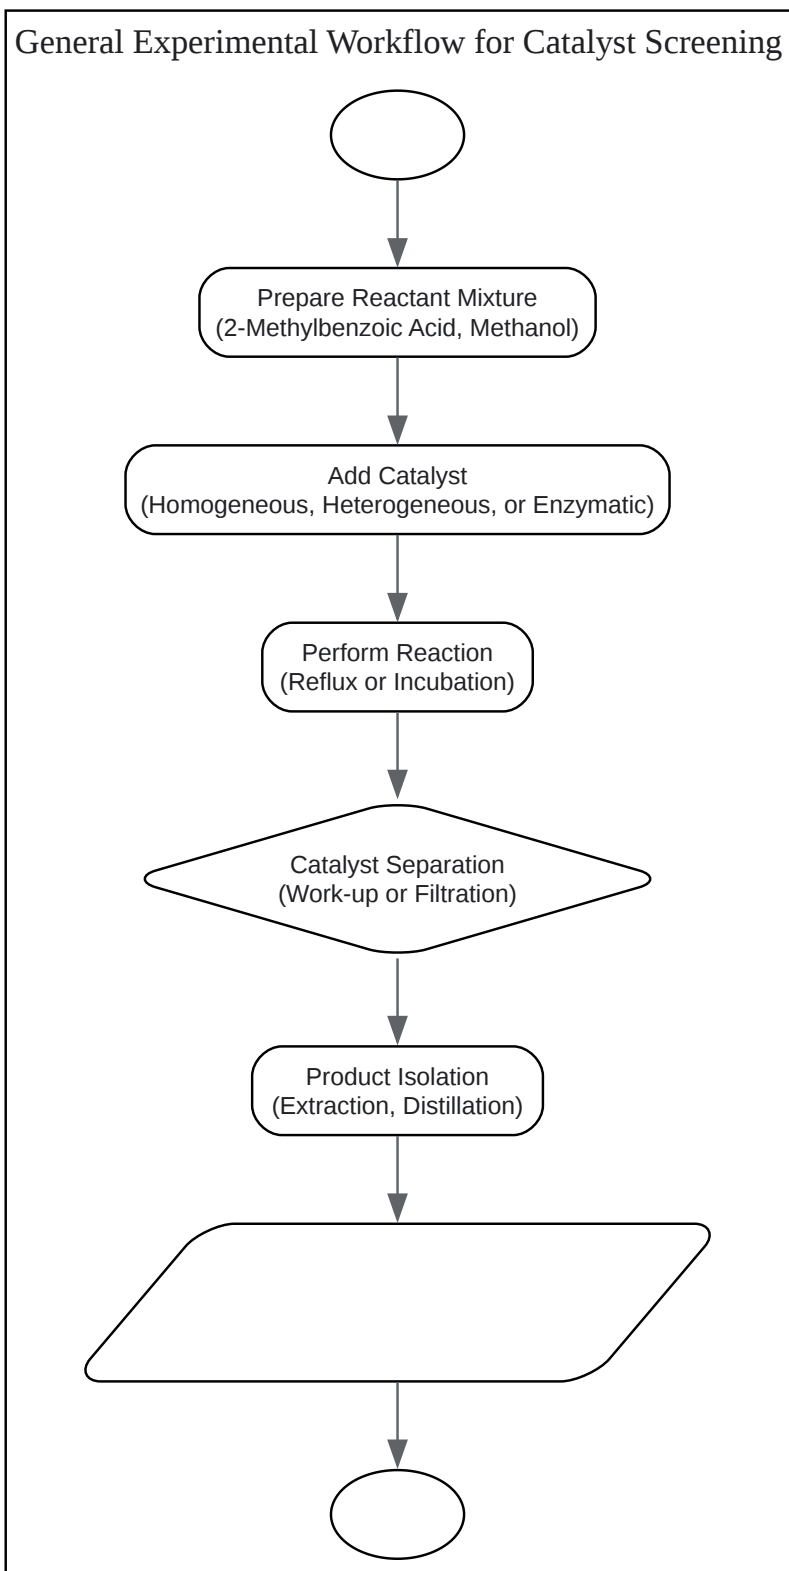 General Experimental Workflow for Catalyst Screening
Prepare Reactant Mixture
(2-Methylbenzoic Acid, Methanol)
Add Catalyst
(Homogeneous, Heterogeneous, or Enzymatic)
Perform Reaction
(Reflux or Incubation)
Catalyst Separation
(Work-up or Filtration)
Product Isolation
(Extraction, Distillation)